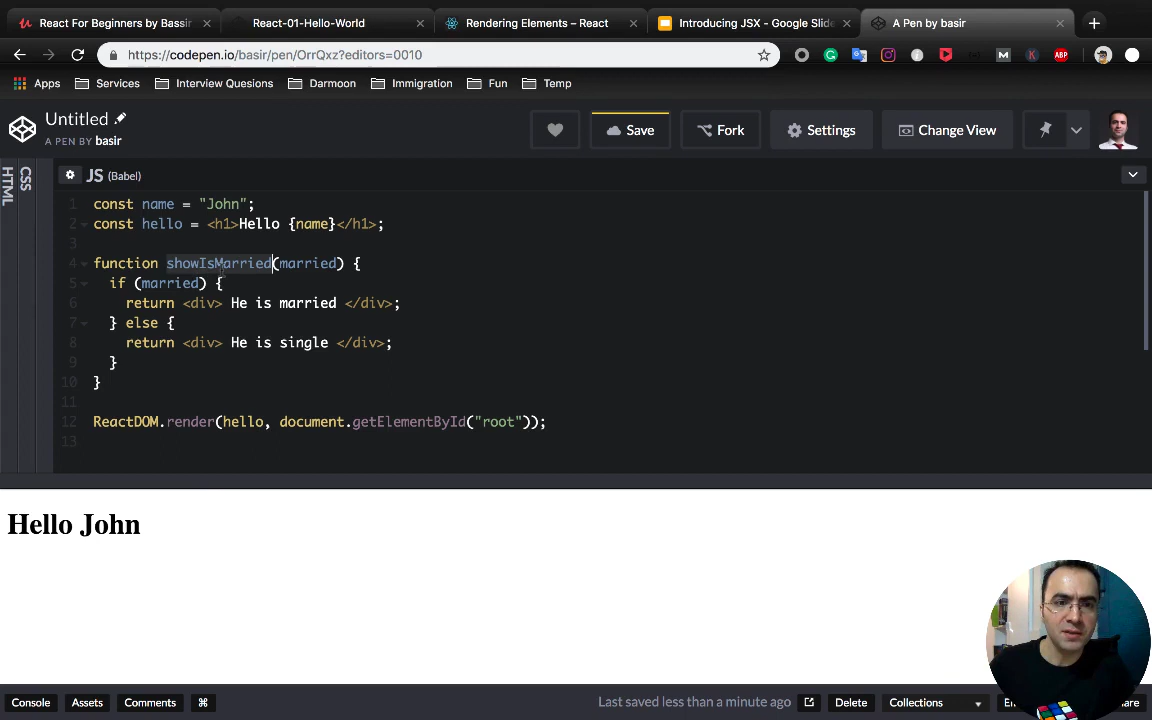 React For Beginners by Bassir
React-01-Hello-World
Rendering Elements – React
Introducing JSX - Google Slide
A Pen by basir
https://codepen.io/basir/pen/OrrQxz?editors=0010
Apps
Services
Interview Quesions
Darmoon
Immigration
Fun
Temp
Untitled
A PEN BY basir
Save
Fork
Settings
Change View
HTML
CSS
JS (Babel)
1 const name = "John";
2 const hello = <h1>Hello {name}</h1>;
3
4 function showIsMarried(married) {
5 if (married) {
6 return <div> He is married </div>;
7 } else {
8 return <div> He is single </div>;
9 }
10 }
11
12 ReactDOM.render(hello, document.getElementById("root"));
13
Hello John
Console
Assets
Comments
⌘
Last saved less than a minute ago
Delete
Collections